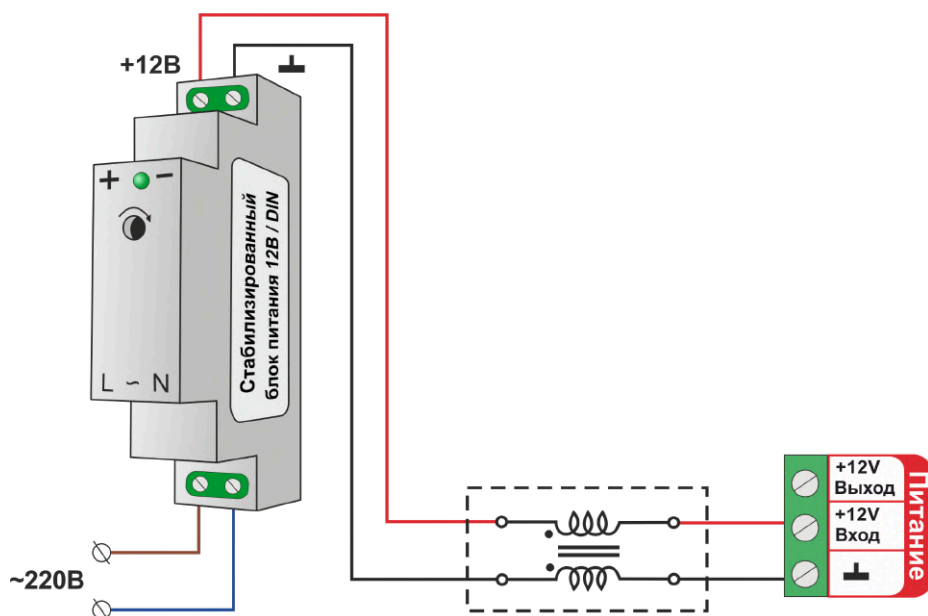 +12В
+ −
L ~ N
Стабилизированный
блок питания 12В / DIN
~220В
+12V
Выход
+12V
Вход
Питание